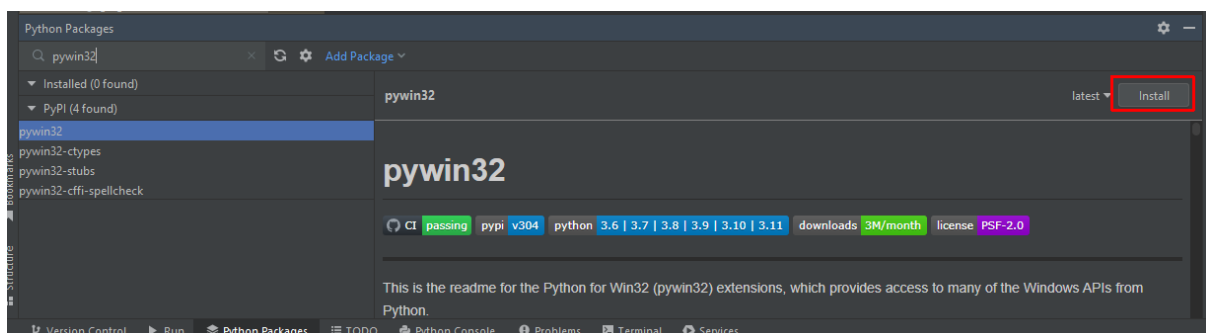 Python Packages
pywin32
Add Package
Installed (0 found)
PyPI (4 found)
pywin32
pywin32-ctypes
pywin32-stubs
pywin32-cffi-spellcheck
pywin32
latest
Install
pywin32
CI passing pypi v304 python 3.6 | 3.7 | 3.8 | 3.9 | 3.10 | 3.11 downloads 3M/month license PSF-2.0
This is the readme for the Python for Win32 (pywin32) extensions, which provides access to many of the Windows APIs from
Python.
Bookmarks
Structure
Version Control Run Python Packages TODO Python Console Problems Terminal Services